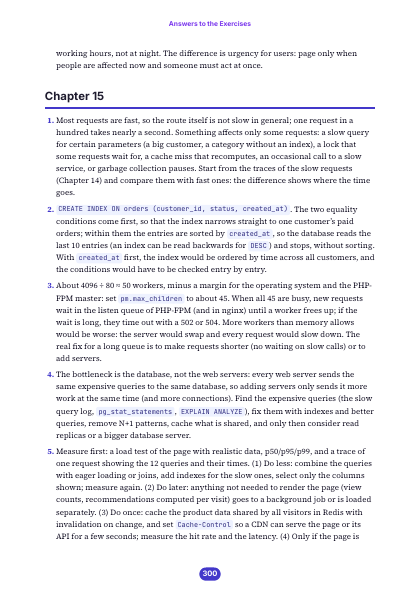 Answers to the Exercises
working hours, not at night. The difference is urgency for users: page only when
people are affected now and someone must act at once.
Chapter 15
1. Most requests are fast, so the route itself is not slow in general; one request in a
hundred takes nearly a second. Something affects only some requests: a slow query
for certain parameters (a big customer, a category without an index), a lock that
some requests wait for, a cache miss that recomputes, an occasional call to a slow
service, or garbage collection pauses. Start from the traces of the slow requests
(Chapter 14) and compare them with fast ones: the difference shows where the time
goes.
2. CREATE INDEX ON orders (customer_id, status, created_at). The two equality
conditions come first, so that the index narrows straight to one customer's paid
orders; within them the entries are sorted by created_at, so the database reads the
last 10 entries (an index can be read backwards for DESC) and stops, without sorting.
With created_at first, the index would be ordered by time across all customers, and
the conditions would have to be checked entry by entry.
3. About 4096 ÷ 80 ≈ 50 workers, minus a margin for the operating system and the PHP-
FPM master: set pm.max_children to about 45. When all 45 are busy, new requests
wait in the listen queue of PHP-FPM (and in nginx) until a worker frees up; if the
wait is long, they time out with a 502 or 504. More workers than memory allows
would be worse: the server would swap and every request would slow down. The
real fix for a long queue is to make requests shorter (no waiting on slow calls) or to
add servers.
4. The bottleneck is the database, not the web servers: every web server sends the
same expensive queries to the same database, so adding servers only sends it more
work at the same time (and more connections). Find the expensive queries (the slow
query log, pg_stat_statements, EXPLAIN ANALYZE), fix them with indexes and better
queries, remove N+1 patterns, cache what is shared, and only then consider read
replicas or a bigger database server.
5. Measure first: a load test of the page with realistic data, p50/p95/p99, and a trace of
one request showing the 12 queries and their times. (1) Do less: combine the queries
with eager loading or joins, add indexes for the slow ones, select only the columns
shown; measure again. (2) Do later: anything not needed to render the page (view
counts, recommendations computed per visit) goes to a background job or is loaded
separately. (3) Do once: cache the product data shared by all visitors in Redis with
invalidation on change, and set Cache-Control so a CDN can serve the page or its
API for a few seconds; measure the hit rate and the latency. (4) Only if the page is
300